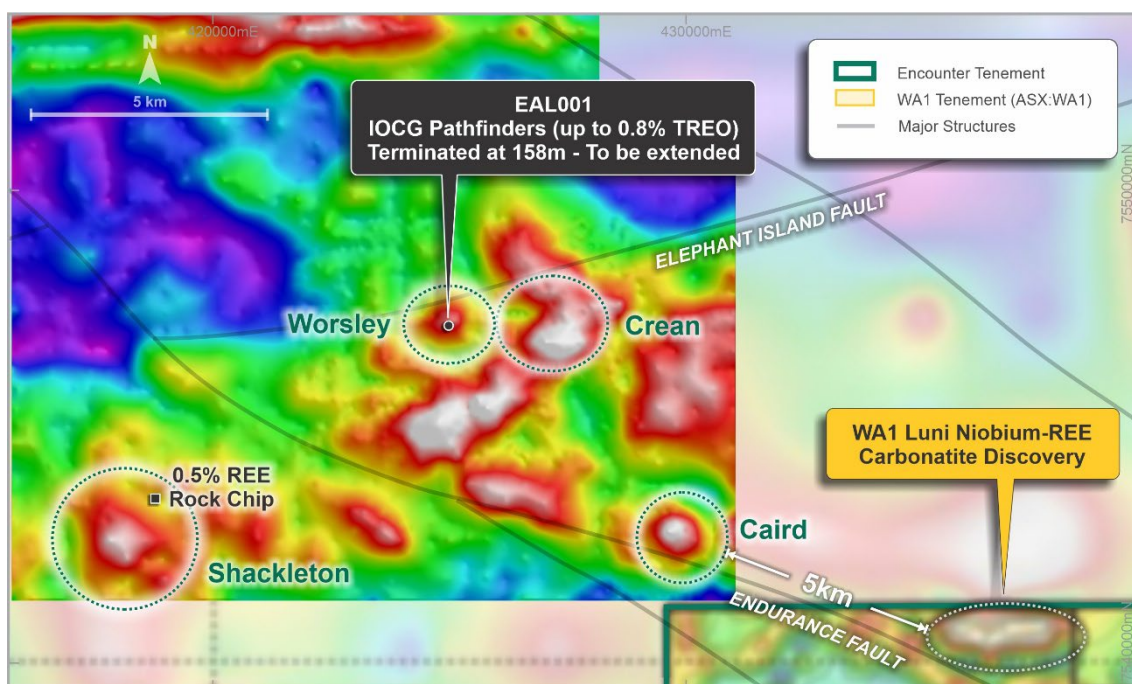 420000mE
430000mE
N
5 km
EAL001
IOCG Pathfinders (up to 0.8% TREO)
Terminated at 158m - To be extended
Encounter Tenement
WA1 Tenement (ASX:WA1)
Major Structures
7550000mN
ELEPHANT ISLAND FAULT
Worsley
Crean
WA1 Luni Niobium-REE
Carbonatite Discovery
0.5% REE
Rock Chip
Shackleton
Caird
5km
ENDURANCE FAULT
7540000mN